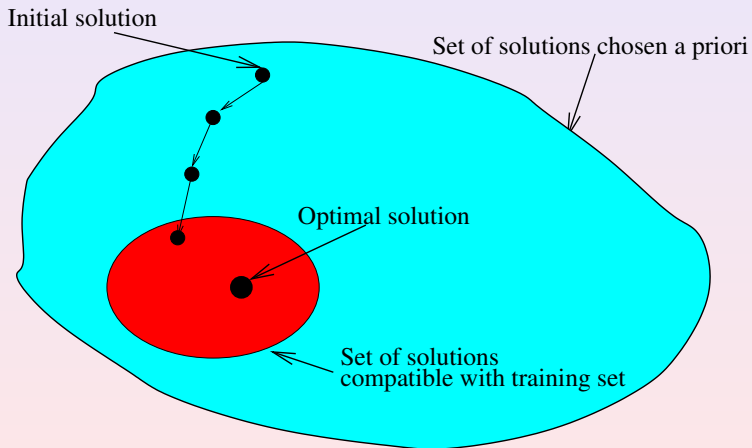 Initial solution
Set of solutions chosen a priori
Optimal solution
Set of solutions
compatible with training set